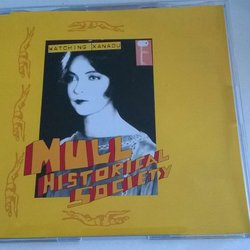 WATCHING XANADU
MULL
HISTORICAL
SOCIETY